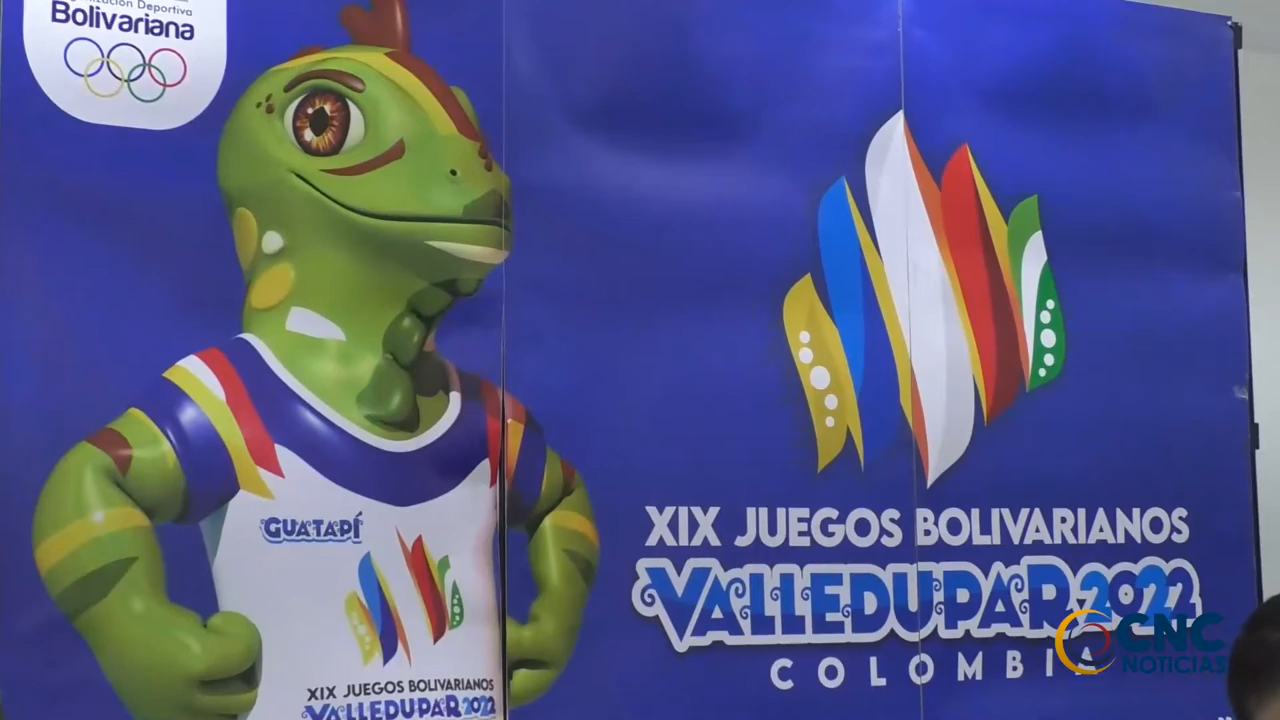 Bolivariana
GUATAPÍ
XIX JUEGOS BOLIVARIANOS
VALLEDUPAR 2022
XIX JUEGOS BOLIVARIANOS
VALLEDUPAR 2022
COLOMBIA
CNC
NOTICIAS